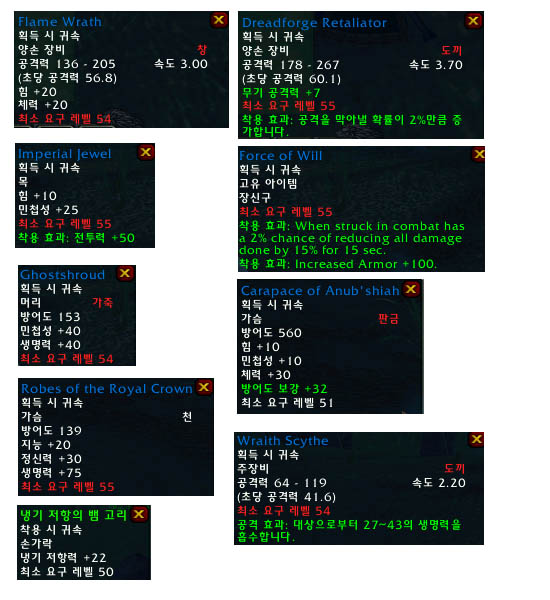 Flame Wrath
획득 시 귀속
양손 장비 창
공격력 136 - 205 속도 3.00
(초당 공격력 56.8)
힘 +20
체력 +20
최소 요구 레벨 54
Dreadforge Retaliator
획득 시 귀속
양손 장비 도끼
공격력 178 - 267 속도 3.70
(초당 공격력 60.1)
무기 공격력 +7
최소 요구 레벨 55
착용 효과: 공격을 막아낼 확률이 2%만큼 증
가합니다.
Imperial Jewel
획득 시 귀속
목
힘 +10
민첩성 +25
최소 요구 레벨 55
착용 효과: 전투력 +50
Force of Will
획득 시 귀속
고유 아이템
장신구
최소 요구 레벨 55
착용 효과: When struck in combat has
a 2% chance of reducing all damage
done by 15% for 15 sec.
착용 효과: Increased Armor +100.
Ghostshroud
획득 시 귀속
머리 가죽
방어도 153
민첩성 +40
생명력 +40
최소 요구 레벨 54
Carapace of Anub'shiah
획득 시 귀속
가슴 판금
방어도 560
힘 +10
민첩성 +10
체력 +30
방어도 보강 +32
최소 요구 레벨 51
Robes of the Royal Crown
획득 시 귀속
가슴 천
방어도 139
지능 +20
정신력 +30
생명력 +75
최소 요구 레벨 55
Wraith Scythe
획득 시 귀속
주장비 도끼
공격력 64 - 119 속도 2.20
(초당 공격력 41.6)
최소 요구 레벨 54
공격 효과: 대상으로부터 27~43의 생명력을
흡수합니다.
냉기 저항의 뱀 고리
착용 시 귀속
손가락
냉기 저항력 +22
최소 요구 레벨 50